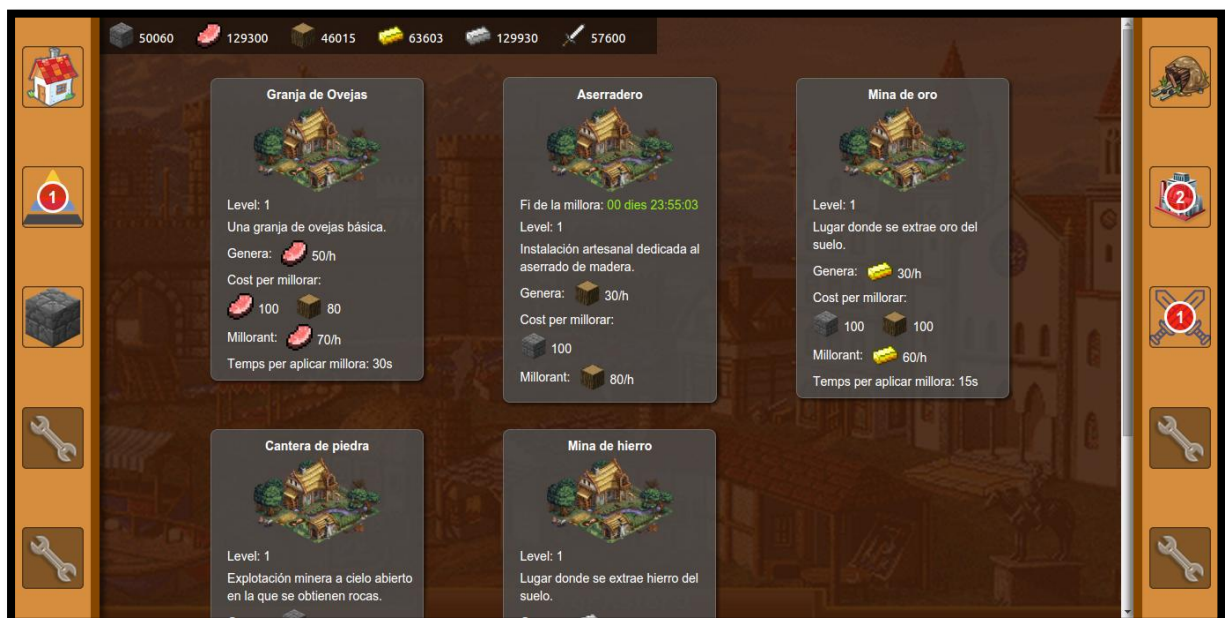 50060 129300 46015 63603 129930 57600
Granja de Ovejas
Level: 1
Una granja de ovejas básica.
Genera: 50/h
Cost per millorar:
100 80
Millorant: 70/h
Temps per aplicar millora: 30s
Aserradero
Fi de la millora: 00 dies 23:55:03
Level: 1
Instalación artesanal dedicada al
aserrado de madera.
Genera: 30/h
Cost per millorar:
100
Millorant: 80/h
Mina de oro
Level: 1
Lugar donde se extrae oro del
suelo.
Genera: 30/h
Cost per millorar:
100 100
Millorant: 60/h
Temps per aplicar millora: 15s
Cantera de piedra
Level: 1
Explotación minera a cielo abierto
en la que se obtienen rocas.
Mina de hierro
Level: 1
Lugar donde se extrae hierro del
suelo.
1
2
1